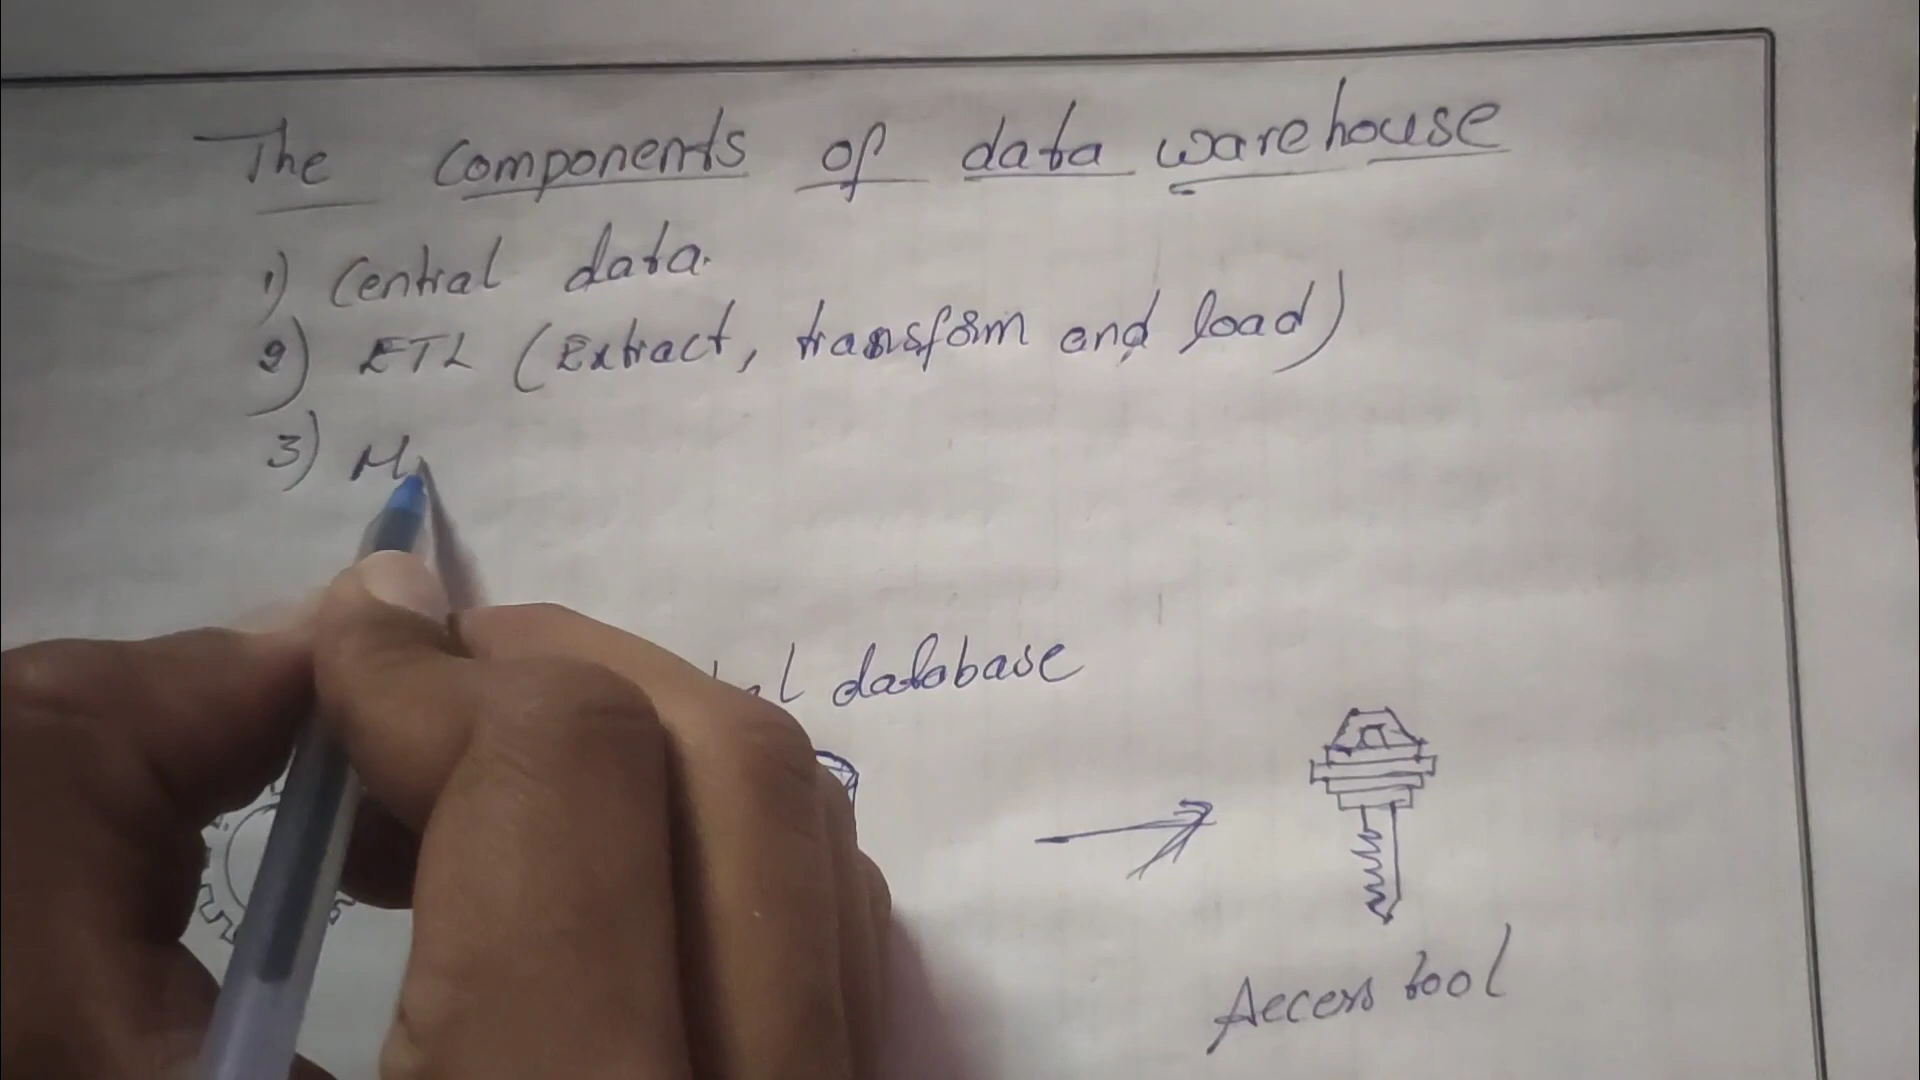 The components of data warehouse
1) Central data.
2) ETL (Extract, transform and load)
3) M
database
Access tool